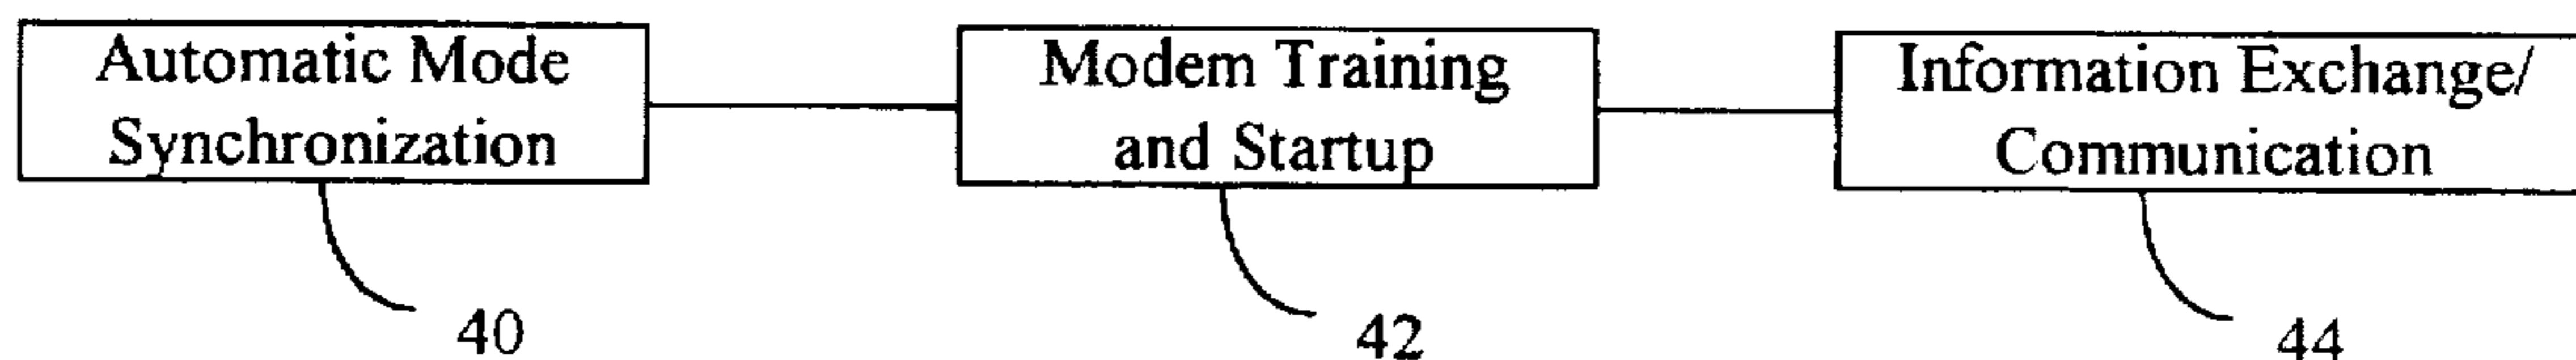 Automatic Mode
Synchronization
Modem Training
and Startup
Information Exchange/
Communication
40
42
44